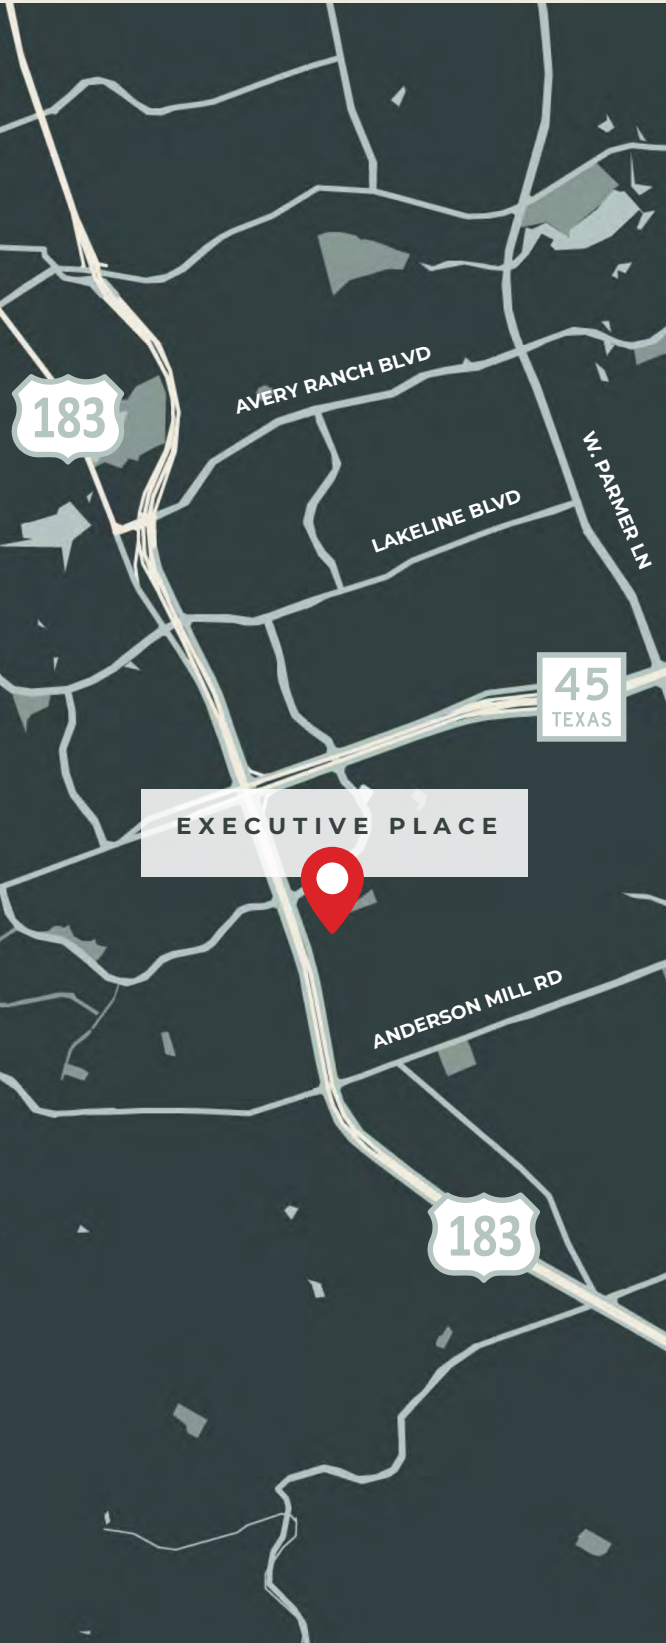 AVERY RANCH BLVD
183
W. PARMER LN
LAKELINE BLVD
45
TEXAS
EXECUTIVE PLACE
ANDERSON MILL RD
183